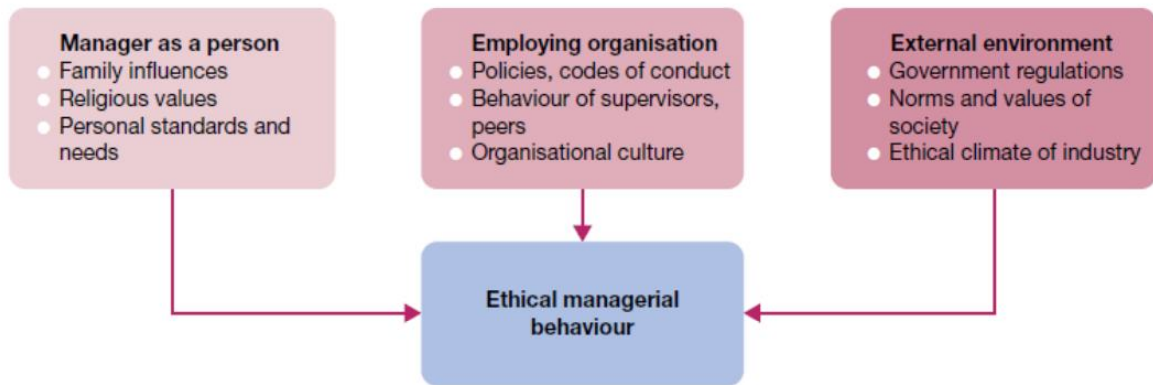 Manager as a person
Family influences
Religious values
Personal standards and
needs
Employing organisation
Policies, codes of conduct
Behaviour of supervisors,
peers
Organisational culture
External environment
Government regulations
Norms and values of
society
Ethical climate of industry
Ethical managerial
behaviour